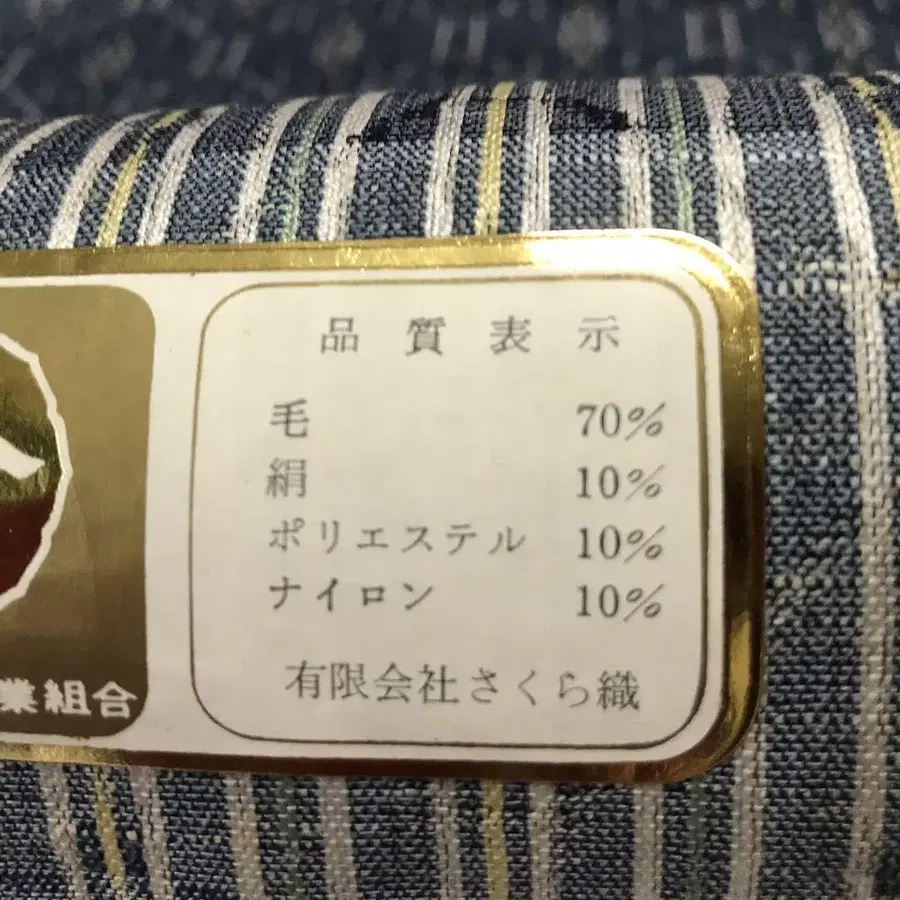 品質表示
毛 70%
絹 10%
ポリエステル 10%
ナイロン 10%
有限会社さくら織
業組合